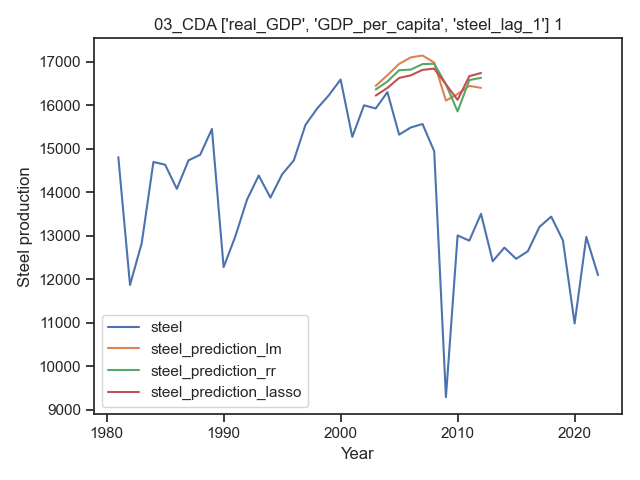 03_CDA ['real_GDP', 'GDP_per_capita', 'steel_lag_1'] 1
17000
16000
15000
14000
13000
12000
11000
10000
9000
Steel production
steel
steel_prediction_lm
steel_prediction_rr
steel_prediction_lasso
1980
1990
2000
2010
2020
Year